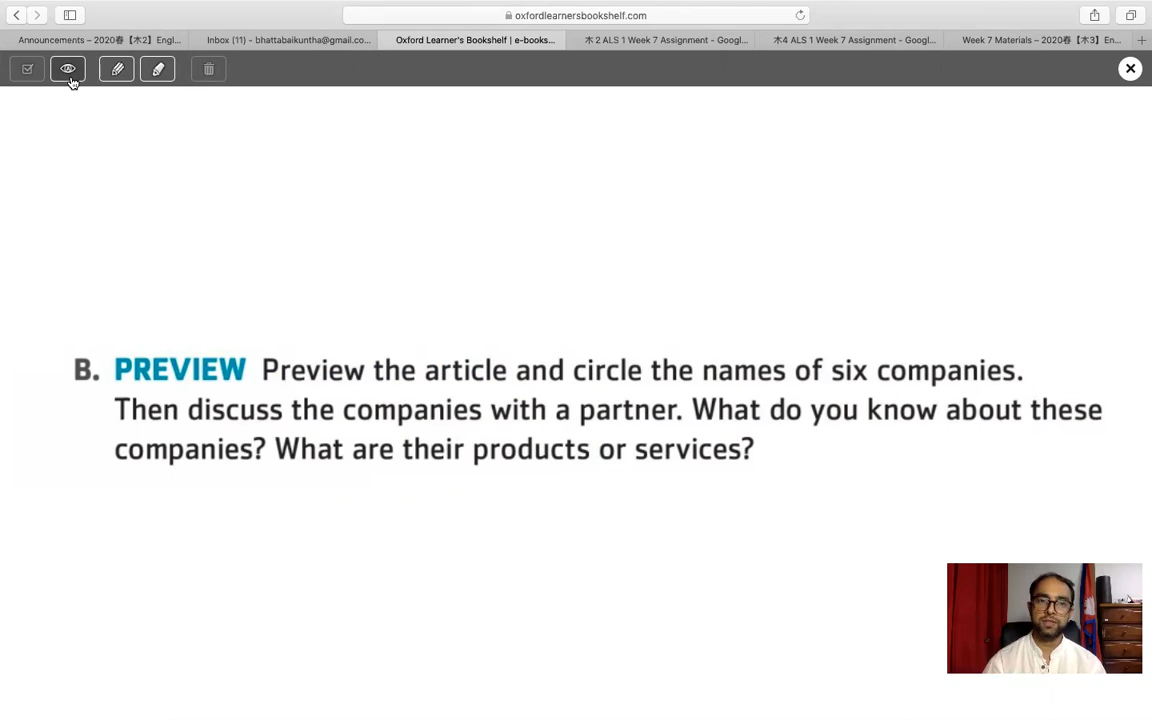 oxfordlearnersbookshelf.com
Announcements – 2020春【木2】Engl...
Inbox (11) - bhattabaikuntha@gmail.co...
Oxford Learner's Bookshelf | e-books...
木 2 ALS 1 Week 7 Assignment - Googl...
木4 ALS 1 Week 7 Assignment - Googl...
Week 7 Materials – 2020春【木3】En...
B. PREVIEW Preview the article and circle the names of six companies.
Then discuss the companies with a partner. What do you know about these
companies? What are their products or services?